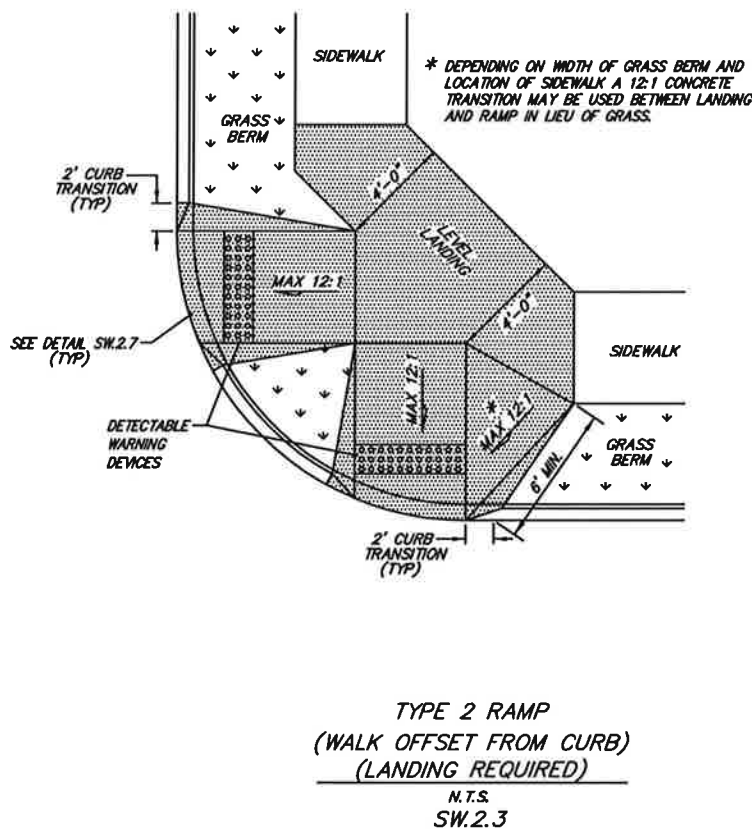 SIDEWALK
* DEPENDING ON WIDTH OF GRASS BERM AND
LOCATION OF SIDEWALK A 12:1 CONCRETE
TRANSITION MAY BE USED BETWEEN LANDING
AND RAMP IN LIEU OF GRASS.
GRASS
BERM
2' CURB
TRANSITION
(TYP)
4'-0"
LEVEL
LANDING
MAX 12:1
4'-0"
SEE DETAIL SW.2.7
(TYP)
SIDEWALK
MAX 12:1
*
MAX 12:1
DETECTABLE
WARNING
DEVICES
GRASS
BERM
6' MIN.
2' CURB
TRANSITION
(TYP)
TYPE 2 RAMP
(WALK OFFSET FROM CURB)
(LANDING REQUIRED)
N.T.S.
SW.2.3